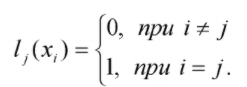 0, при i ≠ j
l_j(x_i) = {
1, при i = j.